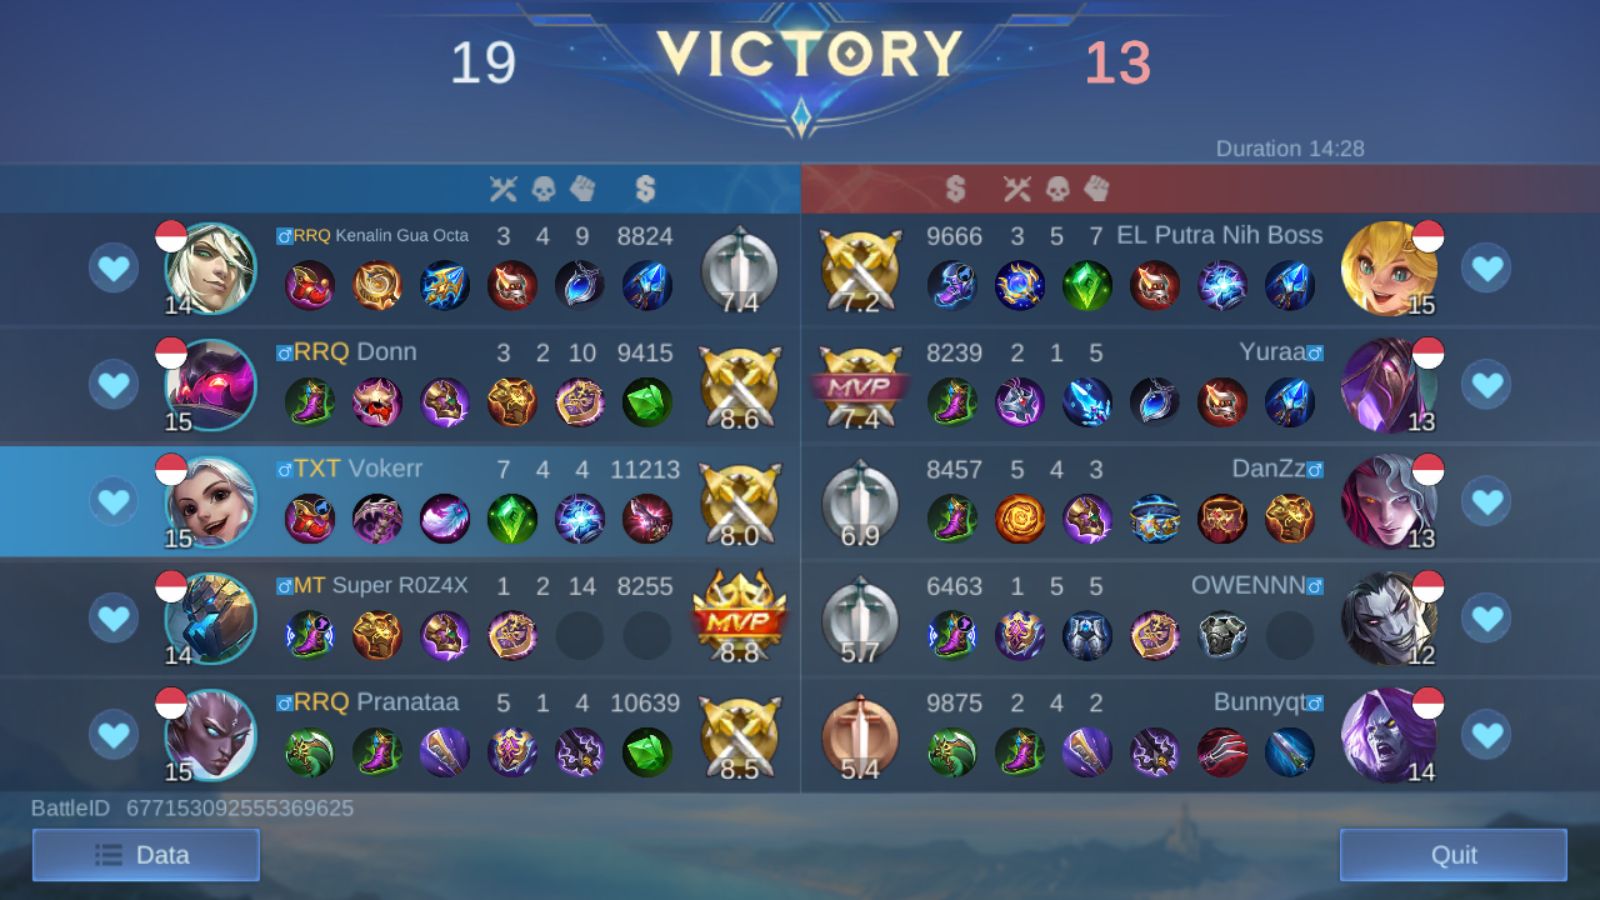 19 VICTORY 13
Duration 14:28
RRQ Kenalin Gua Octa 3 4 9 8824
14 7.4
9666 3 5 7 EL Putra Nih Boss
7.2 15
RRQ Donn 3 2 10 9415
15 8.6
8239 2 1 5 Yuraa
MVP
7.4 13
TXT Vokerr 7 4 4 11213
15 8.0
8457 5 4 3 DanZz
6.9 13
MT Super R0Z4X 1 2 14 8255
MVP
14 8.8
6463 1 5 5 OWENNN
5.7 12
RRQ Pranataa 5 1 4 10639
15 8.5
9875 2 4 2 Bunnyqt
5.4 14
BattleID 677153092555369625
Data
Quit